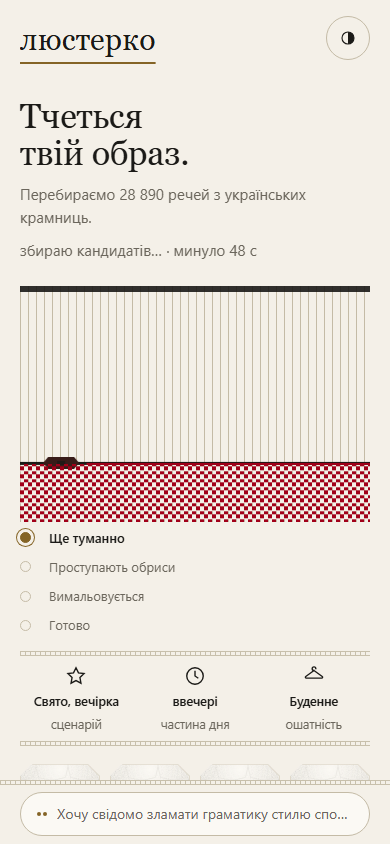 люстерко
Тчеться
твій образ.
Перебираємо 28 890 речей з українських
крамниць.
збираю кандидатів... · минуло 48 с
Ще туманно
Проступають обриси
Вимальовується
Готово
Свято, вечірка
ввечері
Буденне
сценарій
частина дня
ошатність
Хочу свідомо зламати граматику стилю спо...